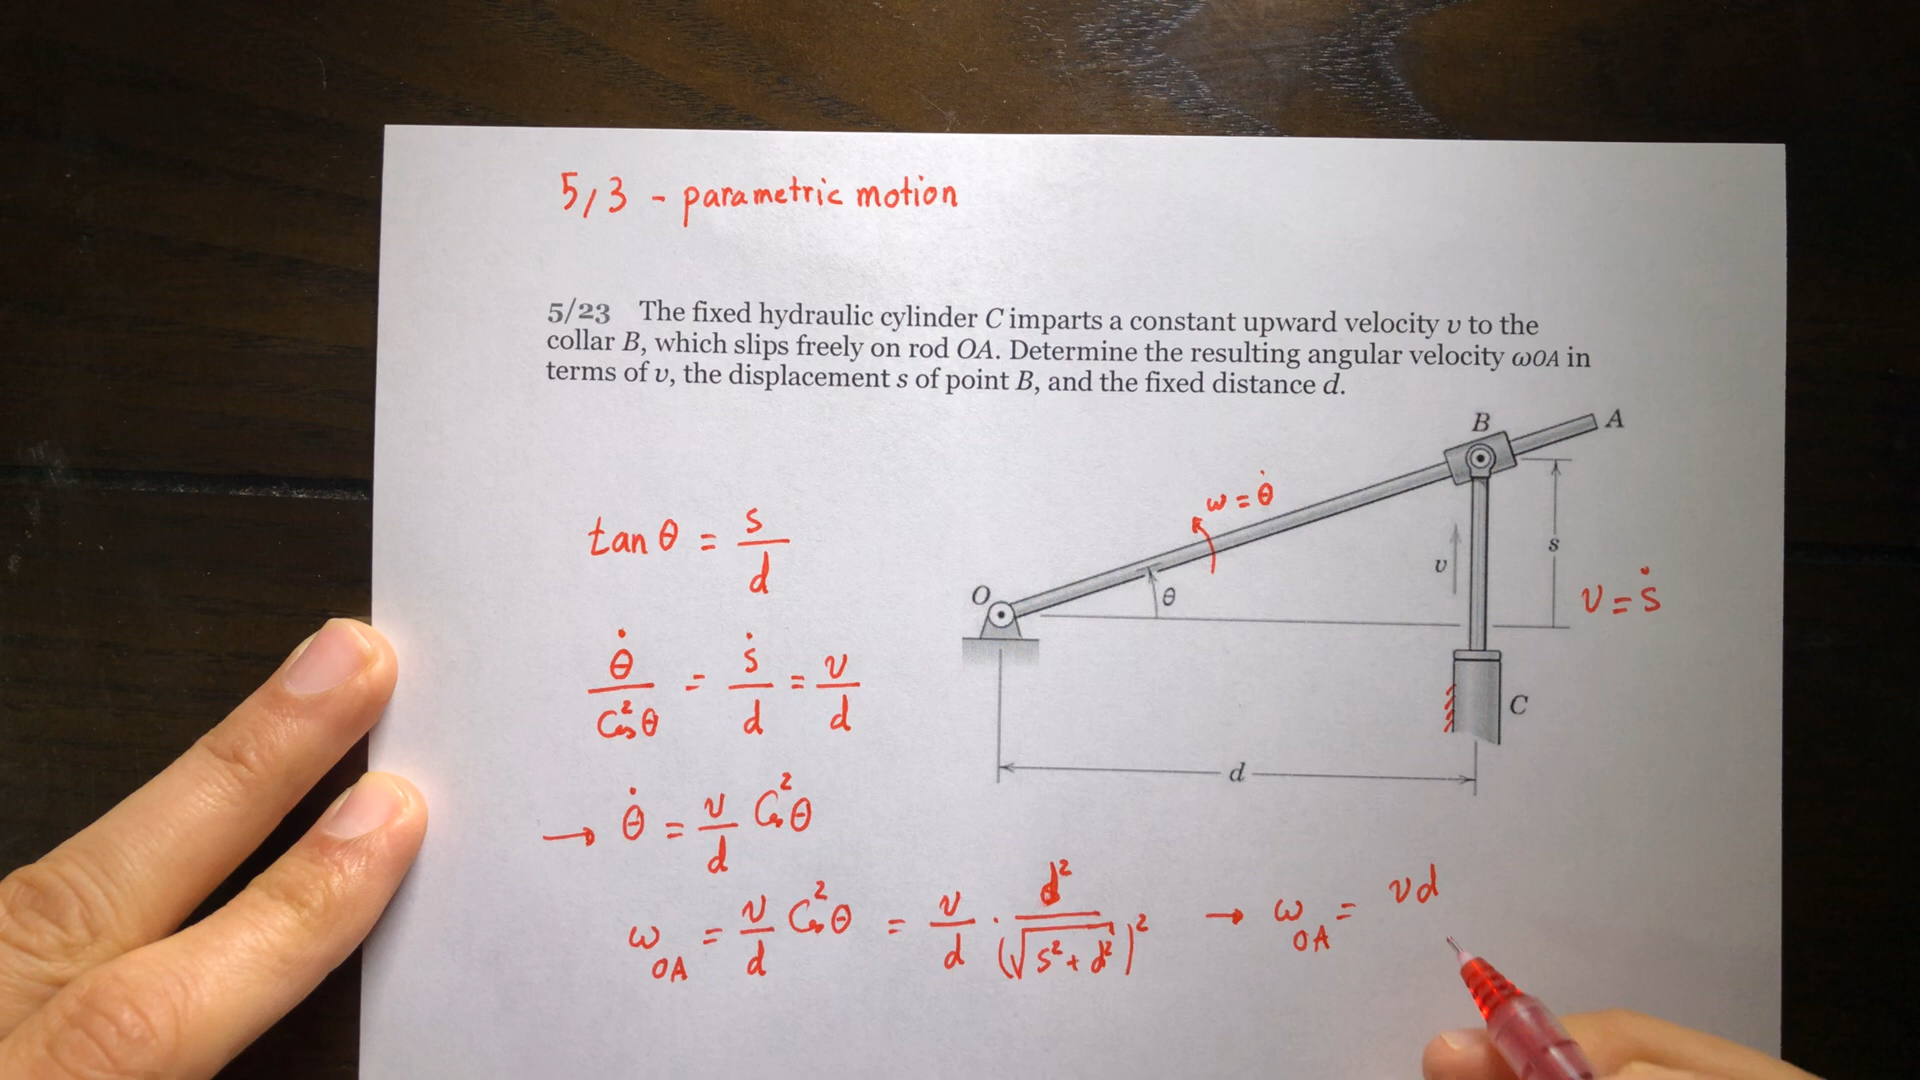 5/3 - parametric motion
5/23 The fixed hydraulic cylinder C imparts a constant upward velocity v to the
collar B, which slips freely on rod OA. Determine the resulting angular velocity ωOA in
terms of v, the displacement s of point B, and the fixed distance d.
B A
ω = θ̇
tan θ = s/d
v s
O θ
v = ṡ
θ̇/Cos²θ = ṡ/d = v/d
C
d
→ θ̇ = v/d Cos²θ
ω_OA = v/d Cos²θ = v/d · d²/(√(s²+d²))² → ω_OA = vd